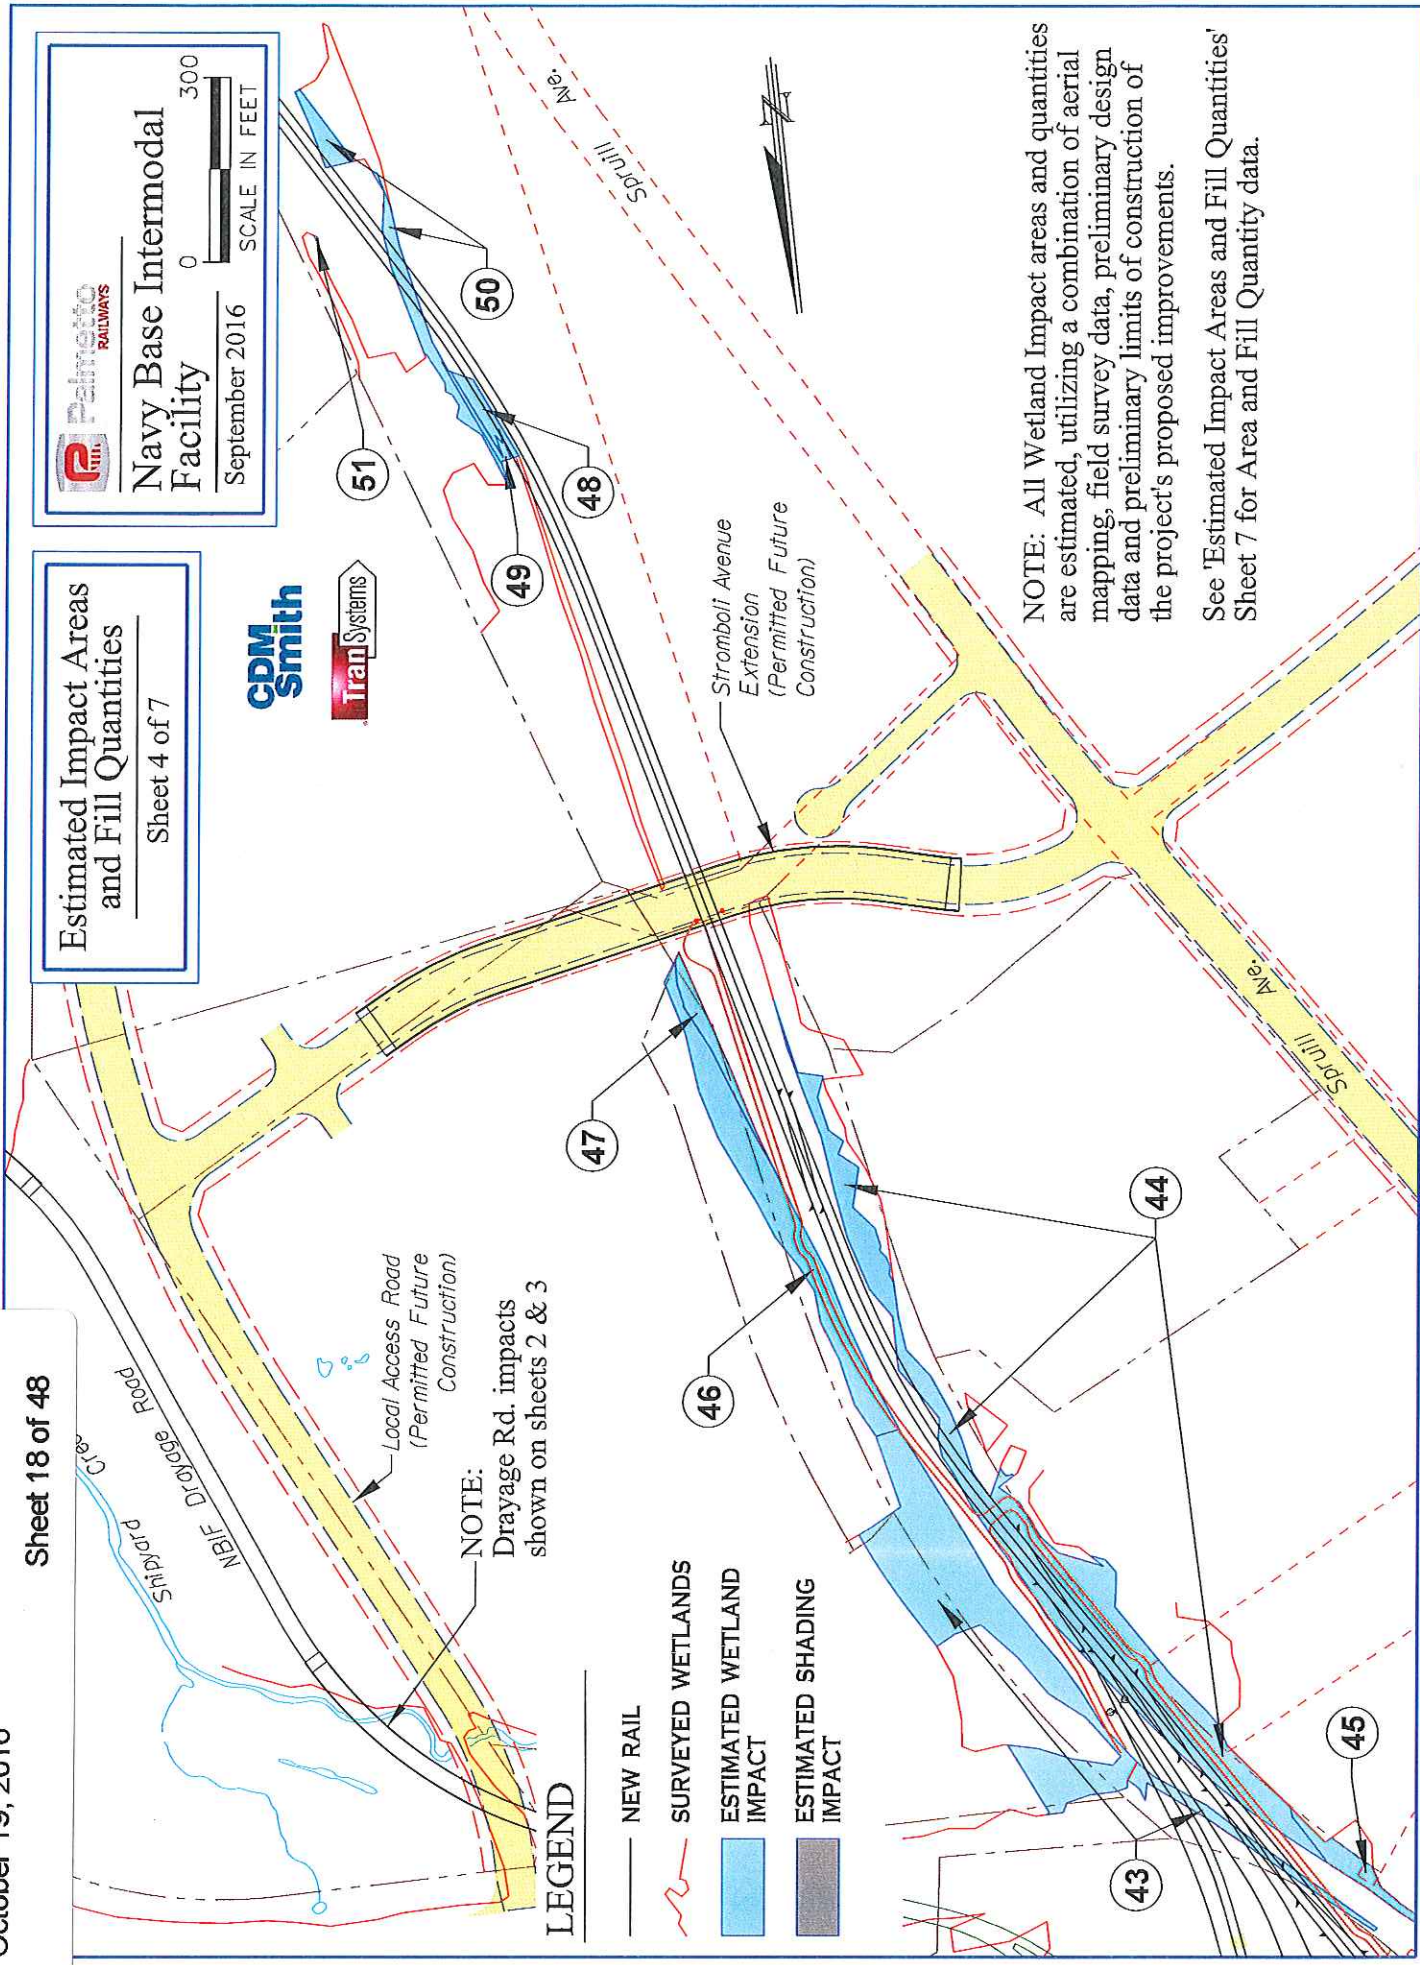 October 19, 2016
Sheet 18 of 48
Estimated Impact Areas
and Fill Quantities
Sheet 4 of 7
Palmetto
RAILWAYS
Navy Base Intermodal
Facility
September 2016
0
300
SCALE IN FEET
CDM
Smith
TranSystems
Shipyard
NBIF Drayage Road
Local Access Road
(Permitted Future
Construction)
NOTE:
Drayage Rd. impacts
shown on sheets 2 & 3
LEGEND
NEW RAIL
SURVEYED WETLANDS
ESTIMATED WETLAND
IMPACT
ESTIMATED SHADING
IMPACT
51
50
49
48
47
46
44
43
45
Stromboli Avenue
Extension
(Permitted Future
Construction)
Spruill Ave.
Spruill Ave.
NOTE: All Wetland Impact areas and quantities
are estimated, utilizing a combination of aerial
mapping, field survey data, preliminary design
data and preliminary limits of construction of
the project's proposed improvements.
See 'Estimated Impact Areas and Fill Quantities'
Sheet 7 for Area and Fill Quantity data.